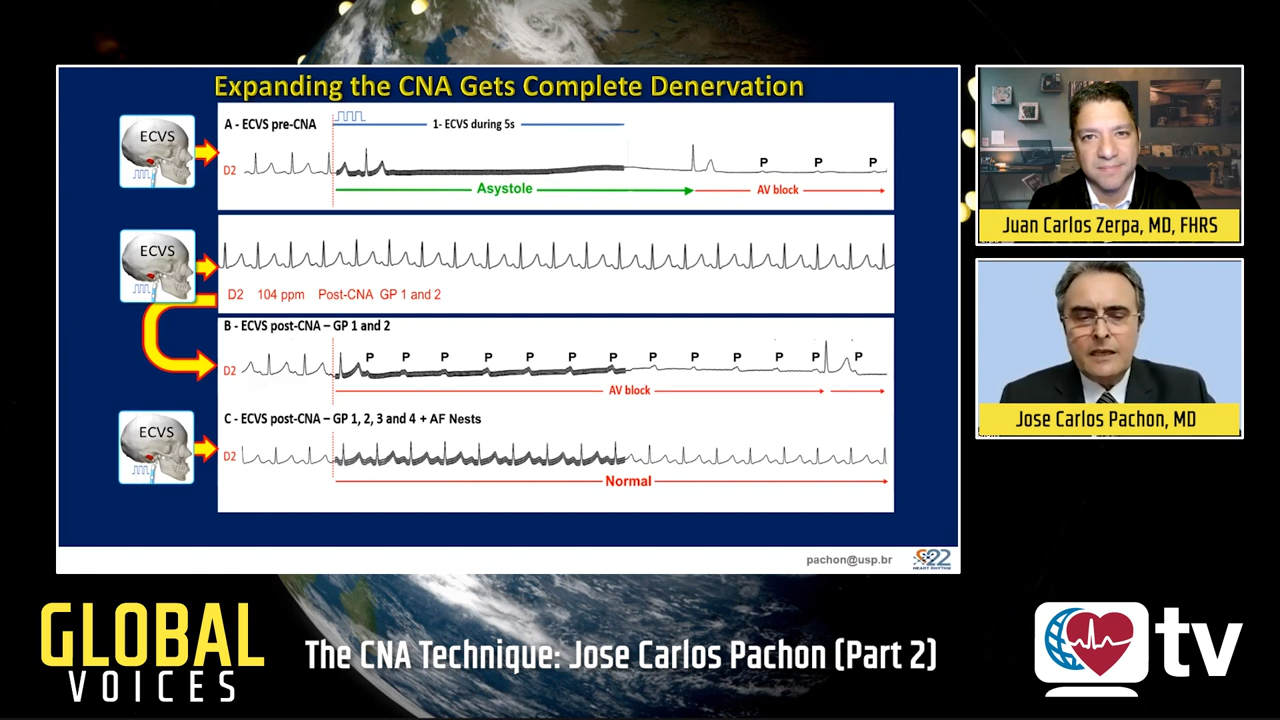 Expanding the CNA Gets Complete Denervation
ECVS
A - ECVS pre-CNA
1- ECVS during 5s
D2
P P P
Asystole
AV block
ECVS
D2 104 ppm Post-CNA GP 1 and 2
B - ECVS post-CNA – GP 1 and 2
D2
P P P P P P P P P P P P P
AV block
C - ECVS post-CNA – GP 1, 2, 3 and 4 + AF Nests
ECVS
D2
Normal
pachon@usp.br
22
HEART RHYTHM
Juan Carlos Zerpa, MD, FHRS
Jose Carlos Pachon, MD
GLOBAL
VOICES
The CNA Technique: Jose Carlos Pachon (Part 2)
tv